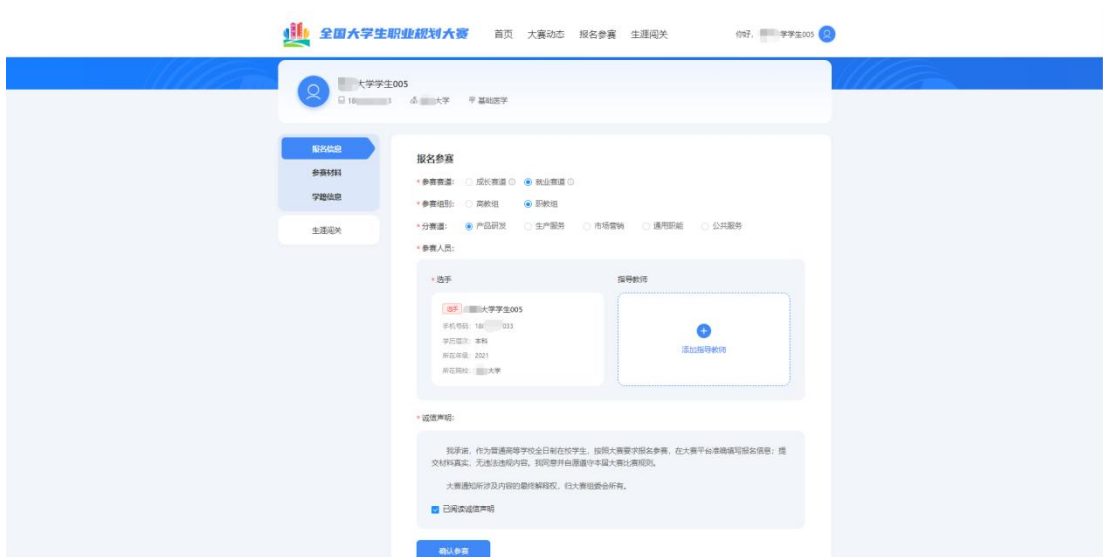 全国大学生职业规划大赛
首页 大赛动态 报名参赛 生涯闯关
你好, 学学生005
大学学生005
18 3 大学 基础医学
报名信息
参赛材料
学籍信息
生涯闯关
报名参赛
* 参赛赛道: 成长赛道 就业赛道
* 参赛组别: 高教组 职教组
* 分赛道: 产品研发 生产服务 市场营销 通用职能 公共服务
* 参赛人员:
* 选手 指导教师
选手 大学学生005
手机号码: 18 033
学历层次: 本科
所在年级: 2021
所在院校: 大学
添加指导教师
* 诚信声明:
我承诺,作为普通高等学校全日制在校学生,按照大赛要求报名参赛,在大赛平台准确填写报名信息;提
交材料真实,无违法违规内容。我同意并自愿遵守本届大赛比赛规则。
大赛通知所涉及内容的最终解释权,归大赛组委会所有。
已阅读诚信声明
确认参赛